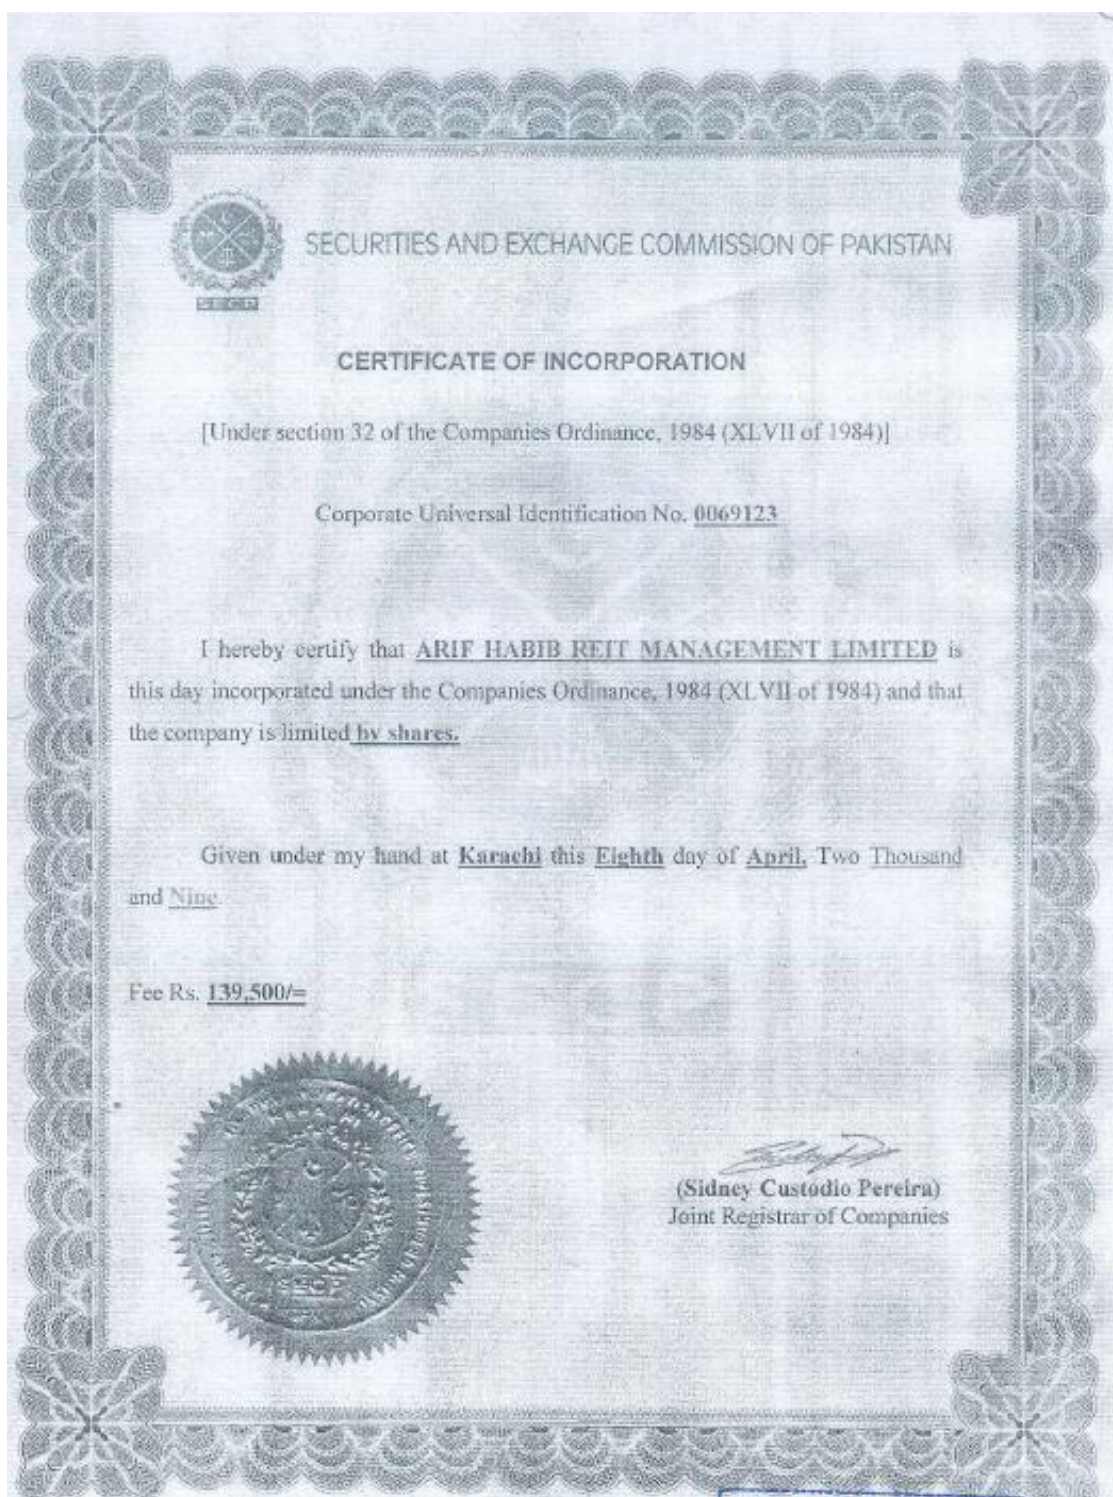 SECURITIES AND EXCHANGE COMMISSION OF PAKISTAN
SECP
CERTIFICATE OF INCORPORATION
[Under section 32 of the Companies Ordinance, 1984 (XLVII of 1984)]
Corporate Universal Identification No. 0069123
I hereby certify that ARIF HABIB REIT MANAGEMENT LIMITED is
this day incorporated under the Companies Ordinance, 1984 (XLVII of 1984) and that
the company is limited by shares.
Given under my hand at Karachi this Eighth day of April, Two Thousand
and Nine.
Fee Rs. 139,500/=
(Sidney Custodio Pereira)
Joint Registrar of Companies
SECP